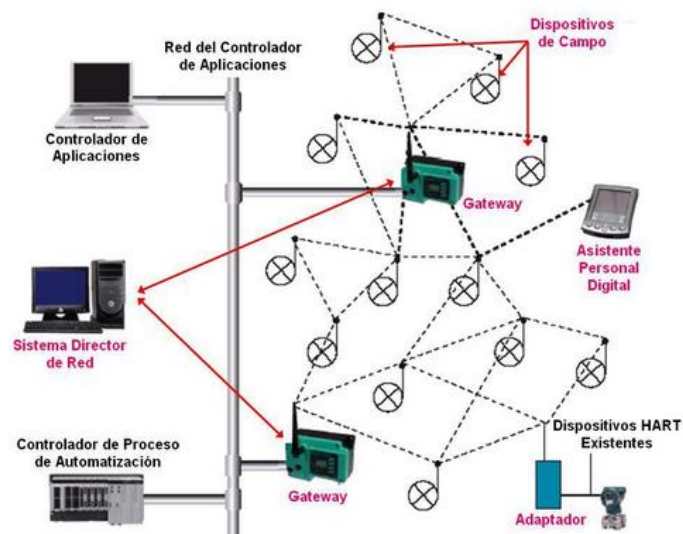 Red del Controlador
de Aplicaciones
Dispositivos
de Campo
Controlador de
Aplicaciones
Gateway
Asistente
Personal
Digital
Sistema Director
de Red
Controlador de Proceso
de Automatización
Gateway
Dispositivos HART
Existentes
Adaptador